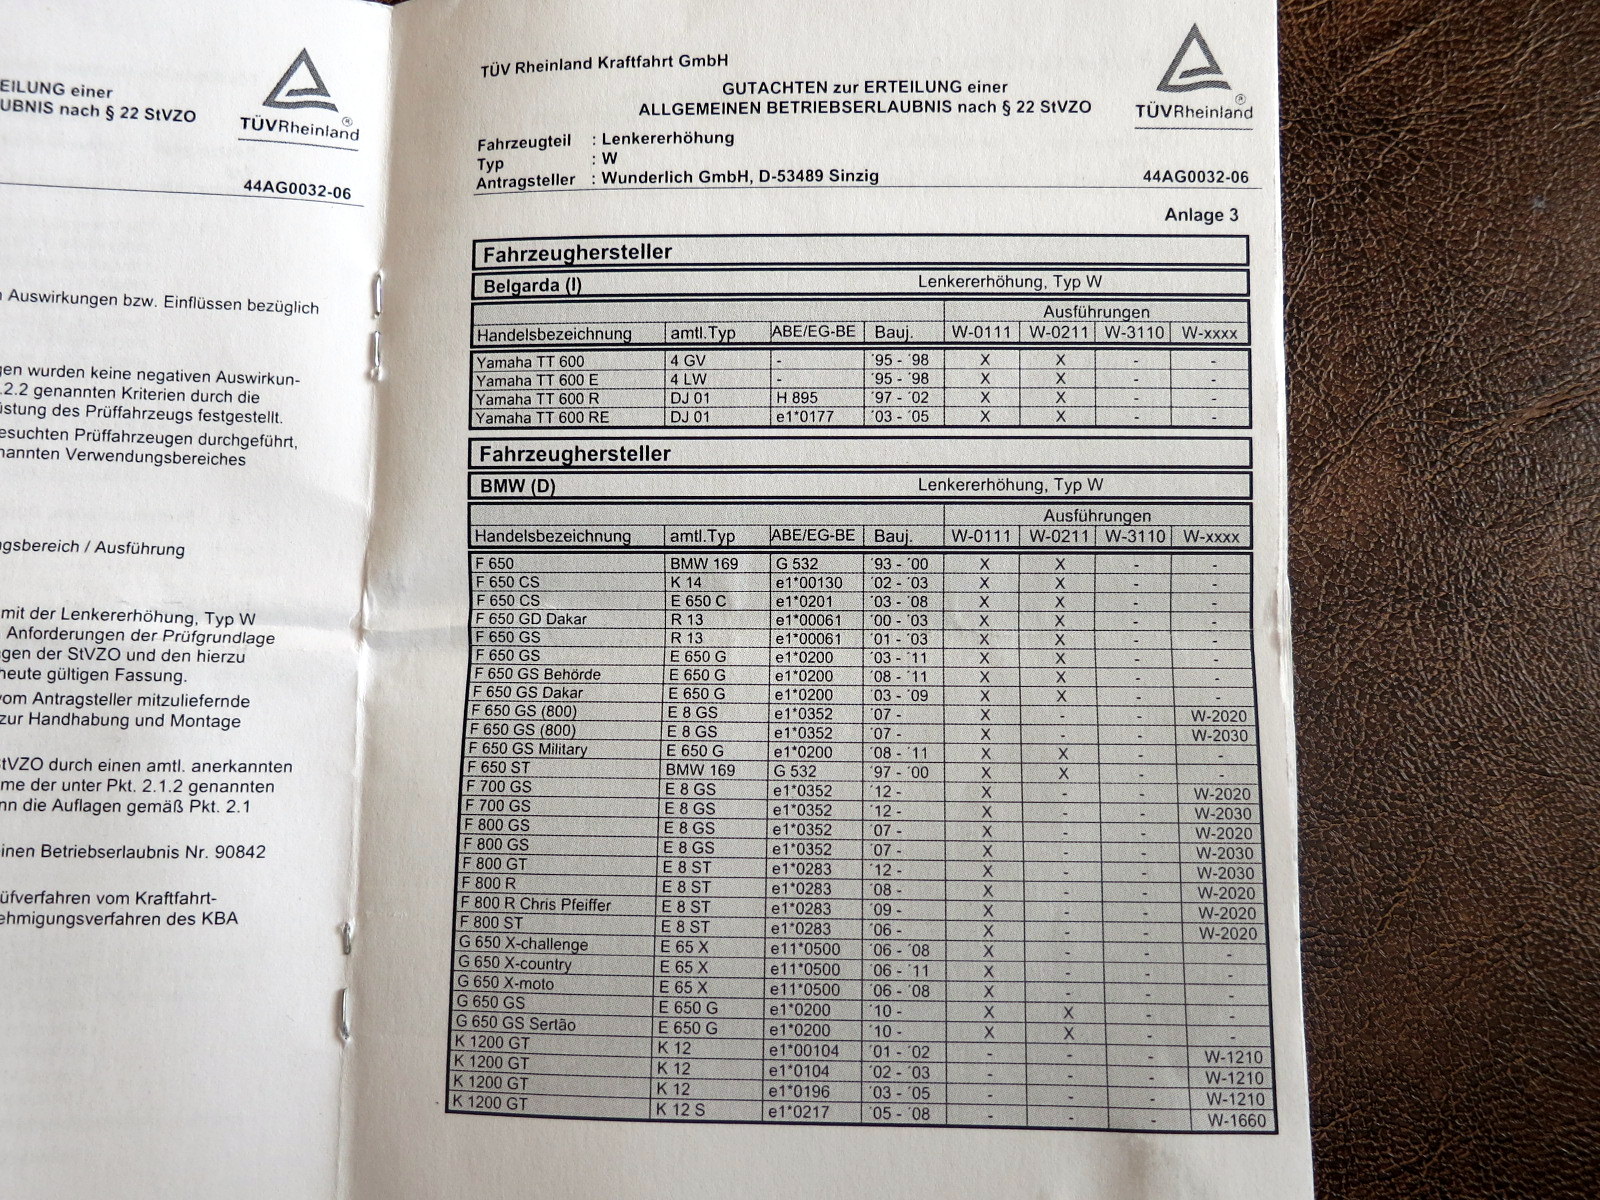 EILUNG einer
UBNIS nach § 22 StVZO
TÜVRheinland®
44AG0032-06
Auswirkungen bzw. Einflüssen bezüglich
gen wurden keine negativen Auswirkun-
.2.2 genannten Kriterien durch die
istung des Prüffahrzeugs festgestellt.
esuchten Prüffahrzeugen durchgeführt,
nannten Verwendungsbereiches
gsbereich / Ausführung
mit der Lenkererhöhung, Typ W
Anforderungen der Prüfgrundlage
gen der StVZO und den hierzu
heute gültigen Fassung.
vom Antragsteller mitzuliefernde
zur Handhabung und Montage
StVZO durch einen amtl. anerkannten
me der unter Pkt. 2.1.2 genannten
nn die Auflagen gemäß Pkt. 2.1
inen Betriebserlaubnis Nr. 90842
üfverfahren vom Kraftfahrt-
ehmigungsverfahren des KBA
TÜV Rheinland Kraftfahrt GmbH
GUTACHTEN zur ERTEILUNG einer
ALLGEMEINEN BETRIEBSERLAUBNIS nach § 22 StVZO
TÜVRheinland®
Fahrzeugteil : Lenkererhöhung
Typ : W
Antragsteller : Wunderlich GmbH, D-53489 Sinzig 44AG0032-06
Anlage 3
Fahrzeughersteller
Belgarda (I) Lenkererhöhung, Typ W
Ausführungen
Handelsbezeichnung amtl.Typ ABE/EG-BE Bauj. W-0111 W-0211 W-3110 W-xxxx
Yamaha TT 600 4 GV - ´95 - ´98 X X - -
Yamaha TT 600 E 4 LW - ´95 - ´98 X X - -
Yamaha TT 600 R DJ 01 H 895 ´97 - ´02 X X - -
Yamaha TT 600 RE DJ 01 e1*0177 ´03 - ´05 X X - -
Fahrzeughersteller
BMW (D) Lenkererhöhung, Typ W
Ausführungen
Handelsbezeichnung amtl.Typ ABE/EG-BE Bauj. W-0111 W-0211 W-3110 W-xxxx
F 650 BMW 169 G 532 ´93 - ´00 X X - -
F 650 CS K 14 e1*00130 ´02 - ´03 X X - -
F 650 CS E 650 C e1*0201 ´03 - ´08 X X - -
F 650 GD Dakar R 13 e1*00061 ´00 - ´03 X X - -
F 650 GS R 13 e1*00061 ´01 - ´03 X X - -
F 650 GS E 650 G e1*0200 ´03 - ´11 X X - -
F 650 GS Behörde E 650 G e1*0200 ´08 - ´11 X X - -
F 650 GS Dakar E 650 G e1*0200 ´03 - ´09 X X - -
F 650 GS (800) E 8 GS e1*0352 ´07 - X - - W-2020
F 650 GS (800) E 8 GS e1*0352 ´07 - X - - W-2030
F 650 GS Military E 650 G e1*0200 ´08 - ´11 X X - -
F 650 ST BMW 169 G 532 ´97 - ´00 X X - -
F 700 GS E 8 GS e1*0352 ´12 - X - - W-2020
F 700 GS E 8 GS e1*0352 ´12 - X - - W-2030
F 800 GS E 8 GS e1*0352 ´07 - X - - W-2020
F 800 GS E 8 GS e1*0352 ´07 - X - - W-2030
F 800 GT E 8 ST e1*0283 ´12 - X - - W-2030
F 800 R E 8 ST e1*0283 ´08 - X - - W-2020
F 800 R Chris Pfeiffer E 8 ST e1*0283 ´09 - X - - W-2020
F 800 ST E 8 ST e1*0283 ´06 - X - - W-2020
G 650 X-challenge E 65 X e11*0500 ´06 - ´08 X - - -
G 650 X-country E 65 X e11*0500 ´06 - ´11 X - - -
G 650 X-moto E 65 X e11*0500 ´06 - ´08 X - - -
G 650 GS E 650 G e1*0200 ´10 - X X - -
G 650 GS Sertão E 650 G e1*0200 ´10 - X X - -
K 1200 GT K 12 e1*00104 ´01 - ´02 - - - W-1210
K 1200 GT K 12 e1*0104 ´02 - ´03 - - - W-1210
K 1200 GT K 12 e1*0196 ´03 - ´05 - - - W-1210
K 1200 GT K 12 S e1*0217 ´05 - ´08 - - - W-1660